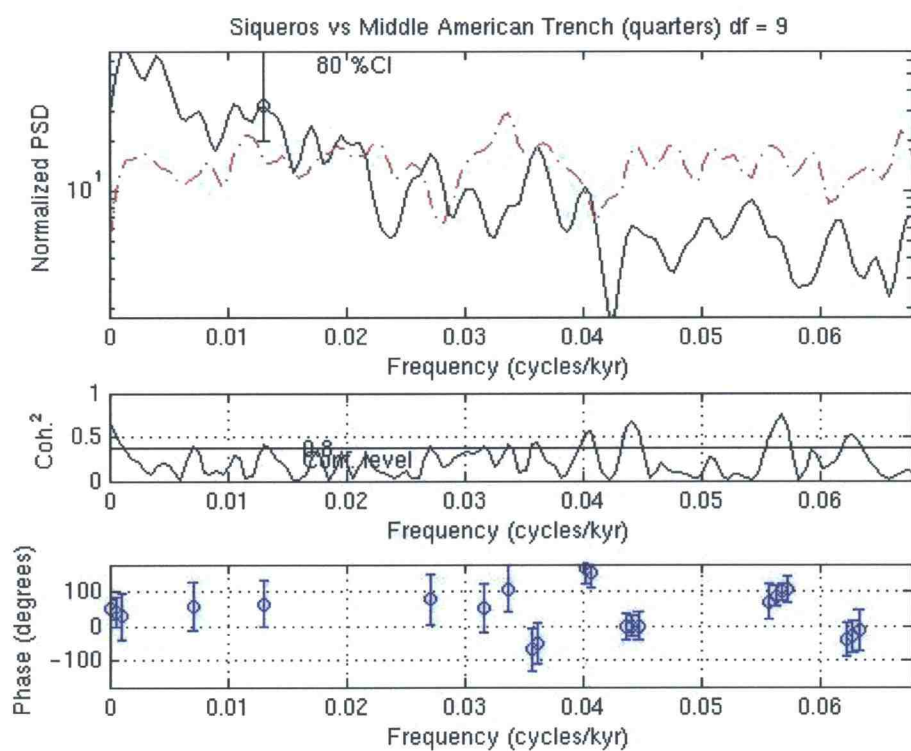 Siqueros vs Middle American Trench (quarters) df = 9
80 %CI
Normalized PSD
10¹
0 0.01 0.02 0.03 0.04 0.05 0.06
Frequency (cycles/kyr)
Coh.²
1
0.5
0
0.8
Conf. level
0 0.01 0.02 0.03 0.04 0.05 0.06
Frequency (cycles/kyr)
Phase (degrees)
100
0
−100
0 0.01 0.02 0.03 0.04 0.05 0.06
Frequency (cycles/kyr)